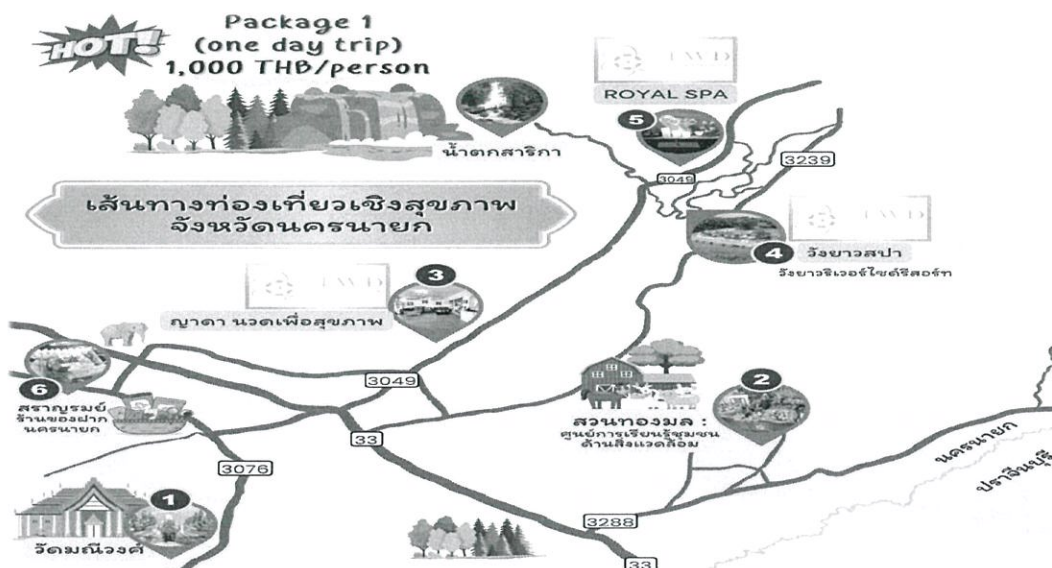 HOT!
Package 1
(one day trip)
1,000 THB/person
ROYAL SPA
5
น้ำตกสาริกา
3239
3049
เส้นทางท่องเที่ยวเชิงสุขภาพ
จังหวัดนครนายก
4
วังยาวสปา
วังยาวริเวอร์ไซด์รีสอร์ท
3
ญาดา นวดเพื่อสุขภาพ
3049
6
สราญรมย์
ร้านของฝาก
นครนายก
2
สวนทองมล :
ศูนย์การเรียนรู้ชุมชน
ด้านสิ่งแวดล้อม
33
3076
นครนายก
ปราจีนบุรี
1
วัดมณีวงศ์
3288
33